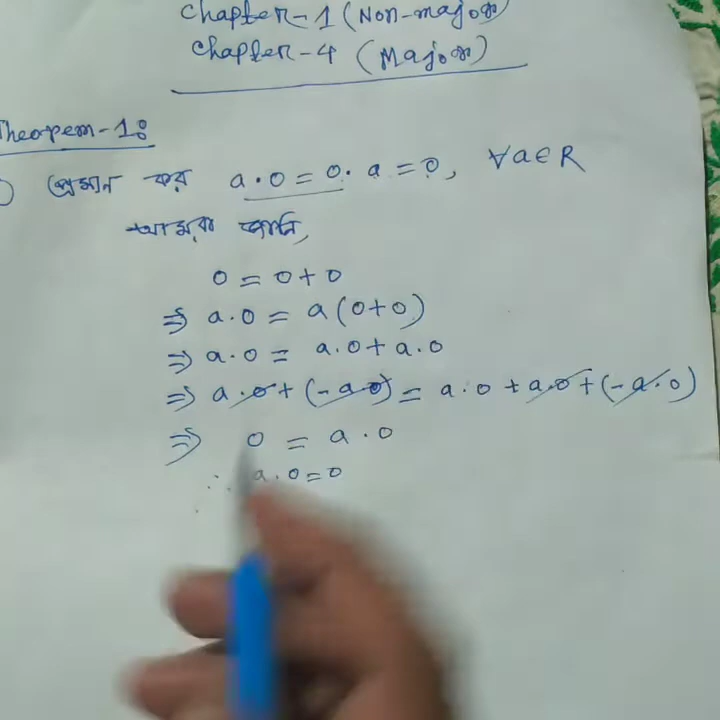 Chapter-1 (Non-major)
Chapter-4 (Major)
Theorem-1:
প্রমান কর a.0 = 0.a = 0, ∀a∈R
আমরা জানি,
0 = 0+0
⇒ a.0 = a(0+0)
⇒ a.0 = a.0+a.0
⇒ a.0+(-a.0) = a.0+a.0+(-a.0)
⇒ 0 = a.0
∴ a.0=0